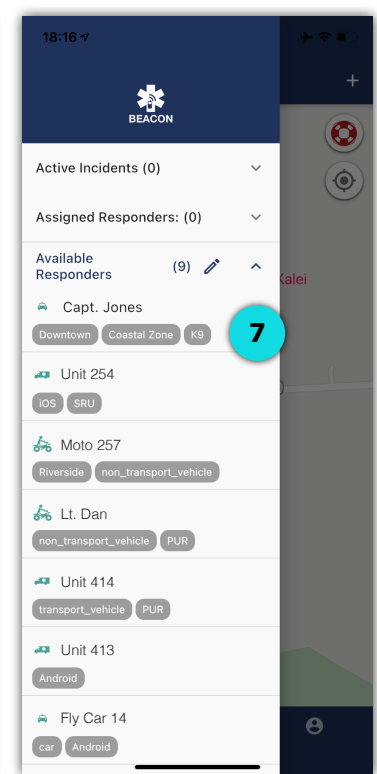 18:16
BEACON
+
Active Incidents (0)
Assigned Responders: (0)
Available
Responders
(9)
Kalei
Capt. Jones
Downtown Coastal Zone K9
7
Unit 254
iOS SRU
Moto 257
Riverside non_transport_vehicle
Lt. Dan
non_transport_vehicle PUR
Unit 414
transport_vehicle PUR
Unit 413
Android
Fly Car 14
car Android